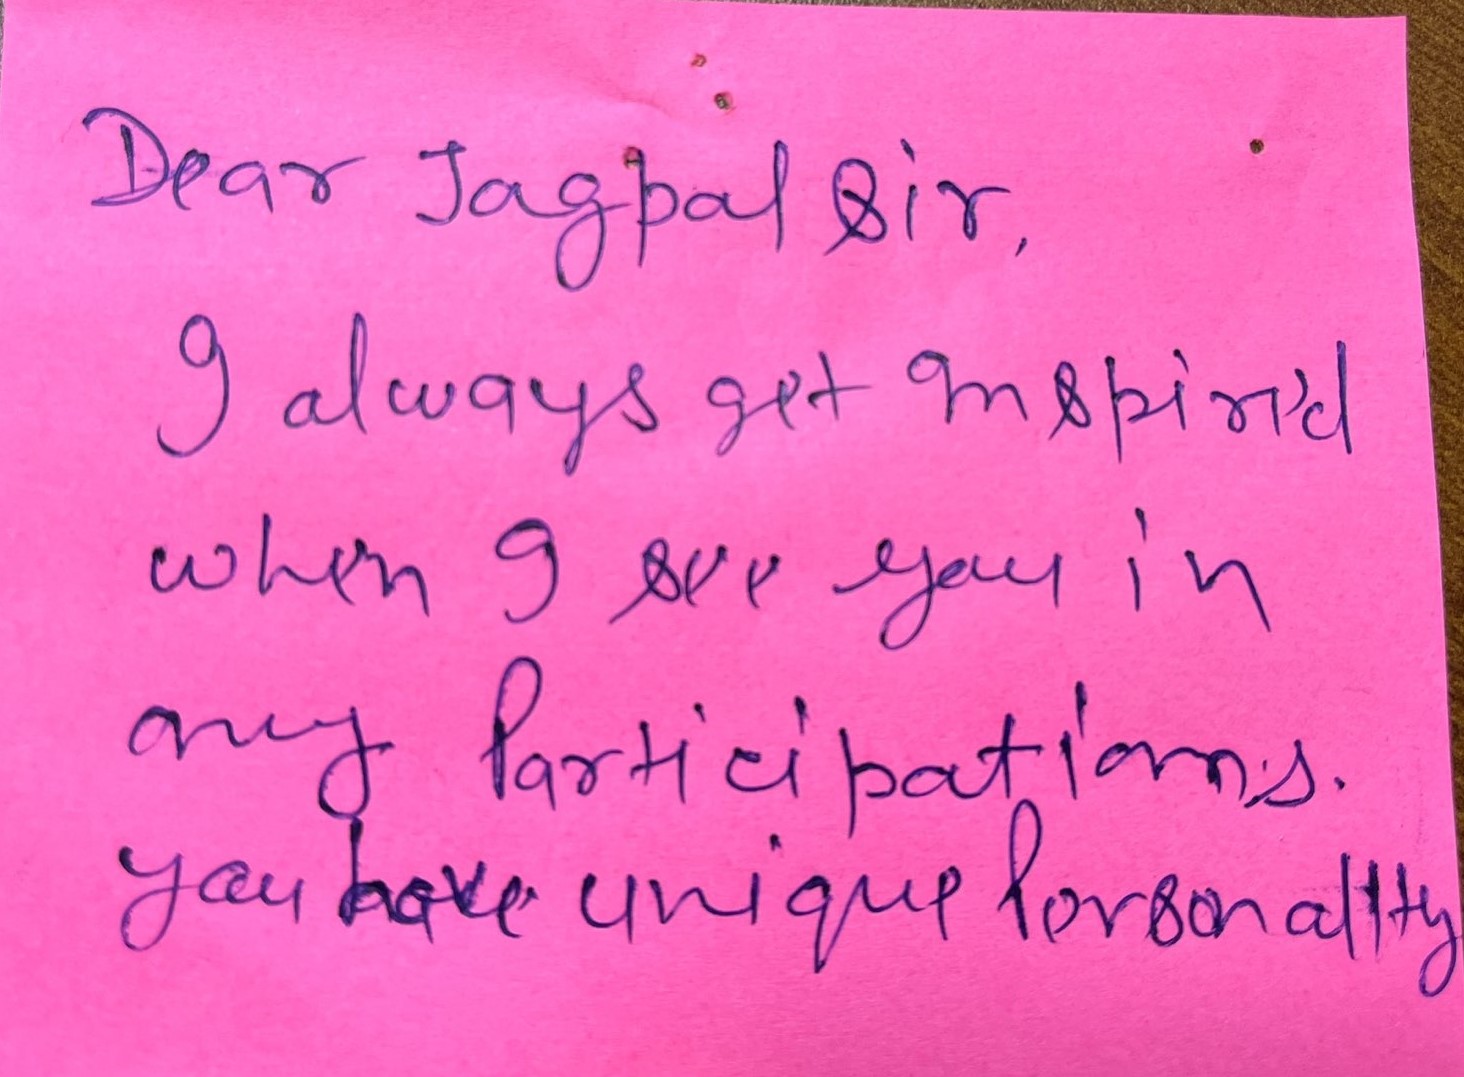 Dear Jagpal Sir,
I always get Inspired
when I see you in
any Participations.
you have unique Personality